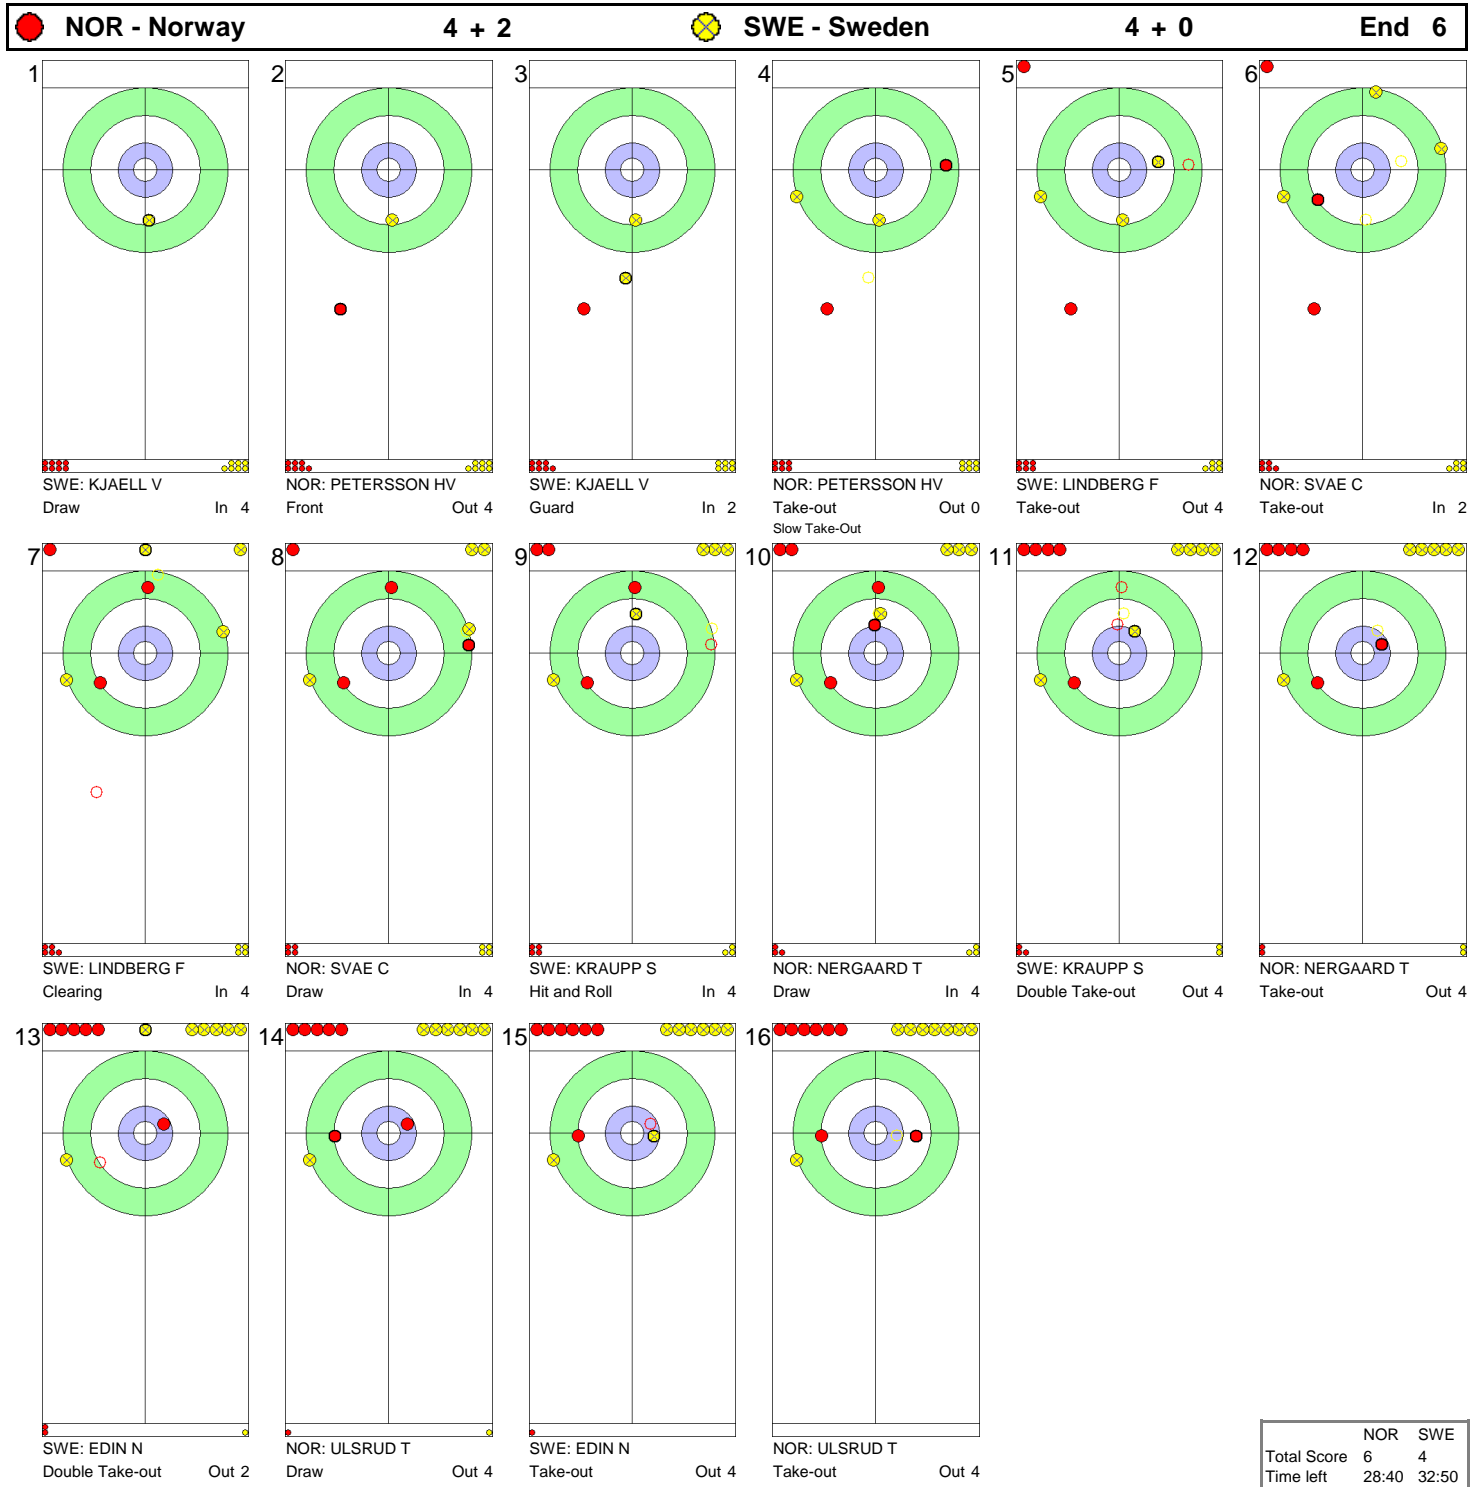 NOR - Norway 4 + 2 SWE - Sweden 4 + 0 End 6
1 2 3 4 5 6
SWE: KJAELL V NOR: PETERSSON HV SWE: KJAELL V NOR: PETERSSON HV SWE: LINDBERG F NOR: SVAE C
Draw In 4 Front Out 4 Guard In 2 Take-out Out 0 Take-out Out 4 Take-out In 2
Slow Take-Out
7 8 9 10 11 12
SWE: LINDBERG F NOR: SVAE C SWE: KRAUPP S NOR: NERGAARD T SWE: KRAUPP S NOR: NERGAARD T
Clearing In 4 Draw In 4 Hit and Roll In 4 Draw In 4 Double Take-out Out 4 Take-out Out 4
13 14 15 16
SWE: EDIN N NOR: ULSRUD T SWE: EDIN N NOR: ULSRUD T
Double Take-out Out 2 Draw Out 4 Take-out Out 4 Take-out Out 4
NOR SWE
Total Score 6 4
Time left 28:40 32:50